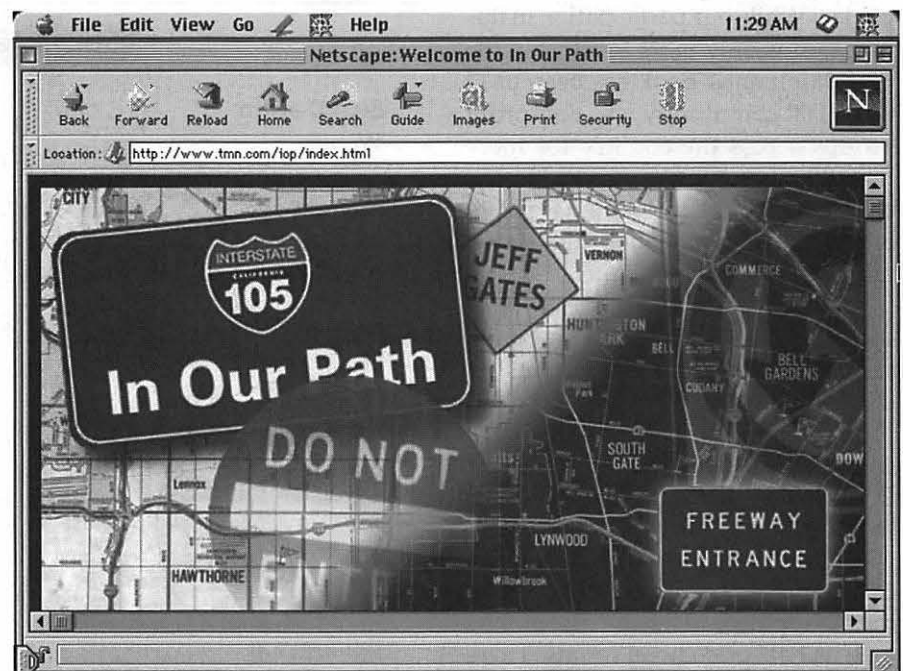 File Edit View Go Help 11:29 AM
Netscape: Welcome to In Our Path
Back Forward Reload Home Search Guide Images Print Security Stop
N
Location: http://www.tmn.com/iop/index.html
CITY
INTERSTATE
CALIFORNIA
105
In Our Path
JEFF
GATES
VERNON
COMMERCE
HUNTINGTON
PARK
BELL
BELL
GARDENS
CUDAHY
DO NOT
SOUTH
GATE
DOW
Lennox
FREEWAY
ENTRANCE
LYNWOOD
HAWTHORNE
Willowbrook